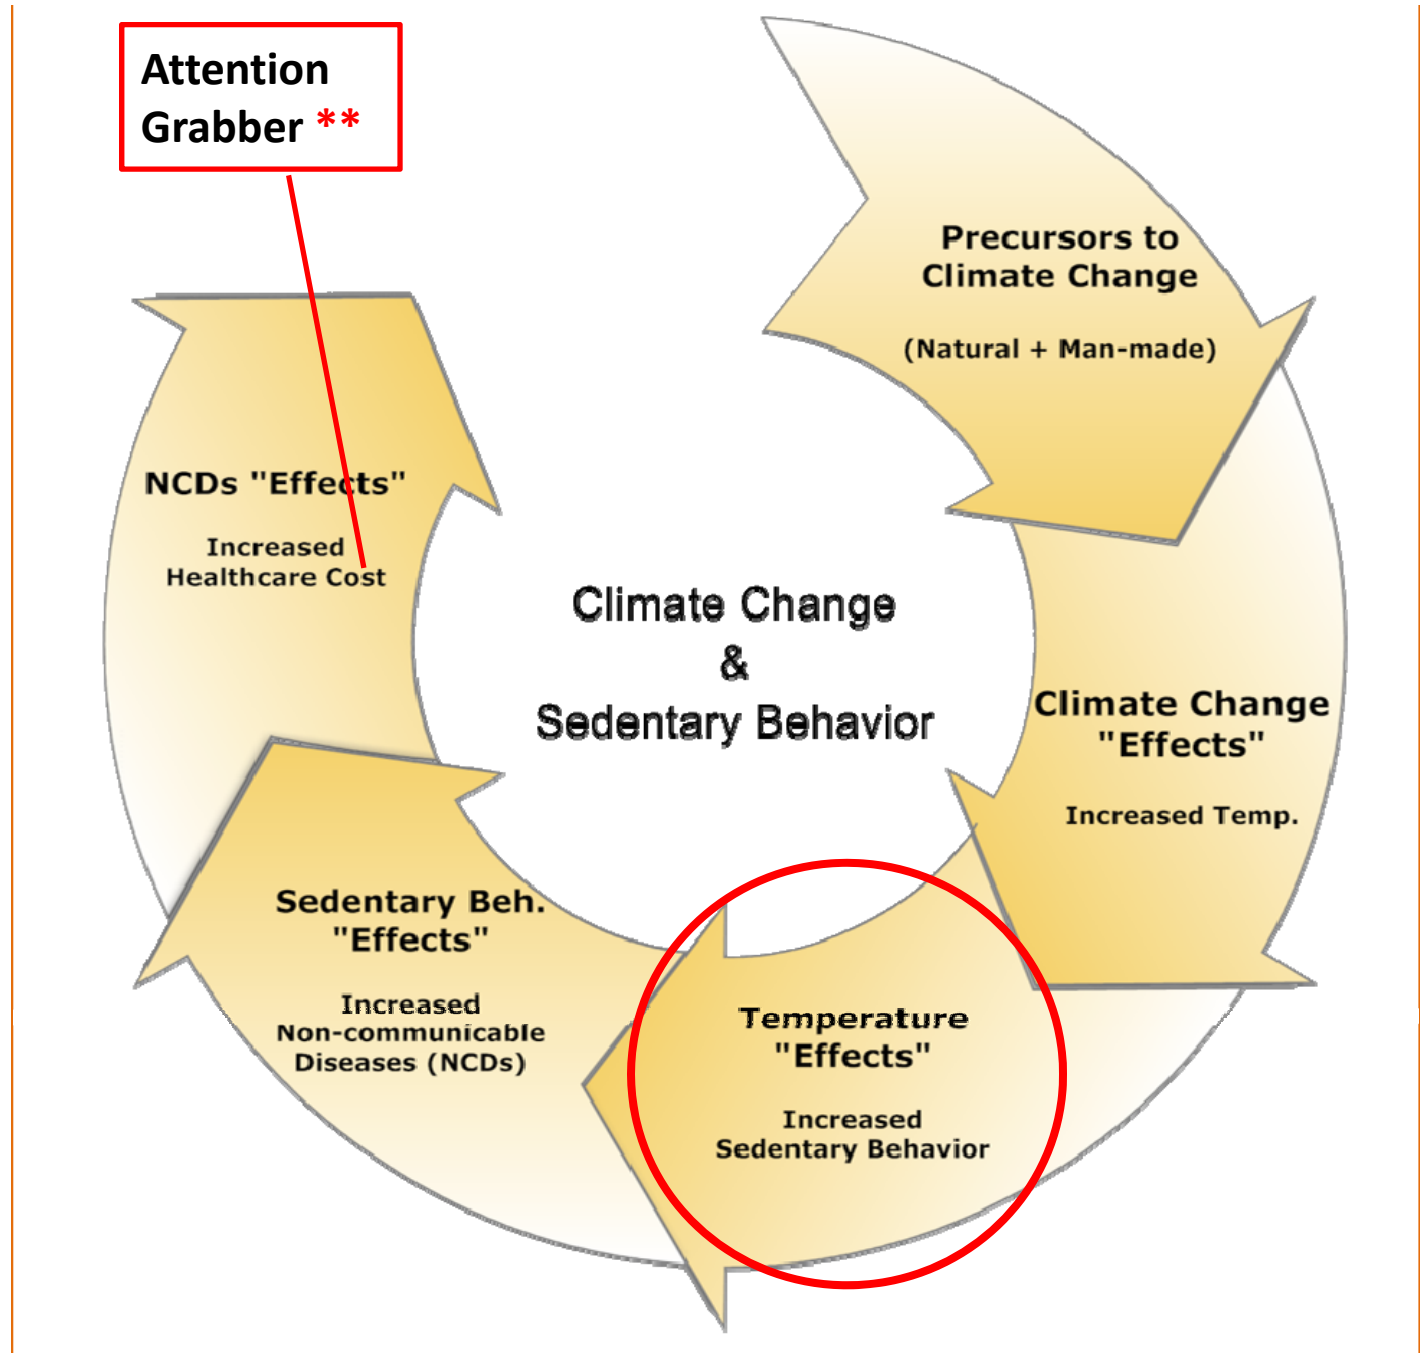 Attention
Grabber **
Precursors to
Climate Change
(Natural + Man-made)
Climate Change
"Effects"
Increased Temp.
Temperature
"Effects"
Increased
Sedentary Behavior
Sedentary Beh.
"Effects"
Increased
Non-communicable
Diseases (NCDs)
NCDs "Effects"
Increased
Healthcare Cost
Climate Change
&
Sedentary Behavior